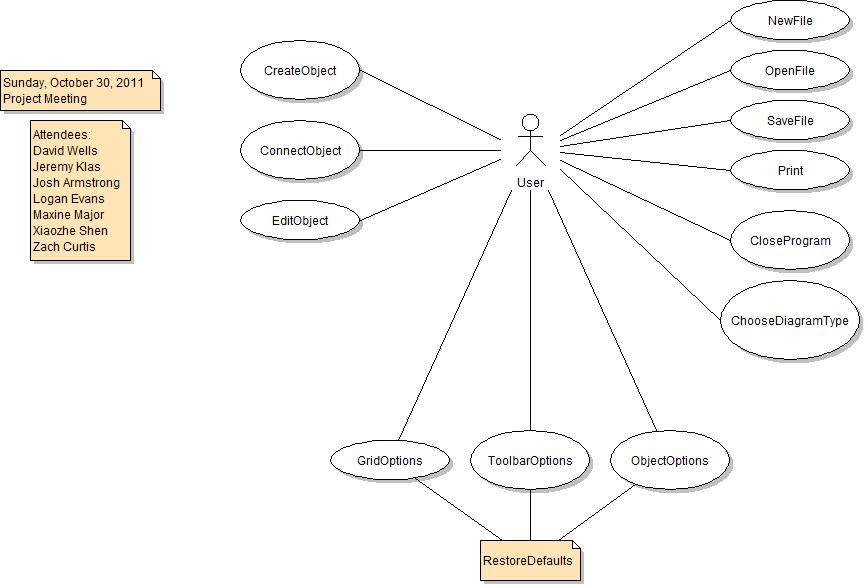 Sunday, October 30, 2011
Project Meeting
Attendees:
David Wells
Jeremy Klas
Josh Armstrong
Logan Evans
Maxine Major
Xiaozhe Shen
Zach Curtis
CreateObject
ConnectObject
EditObject
User
NewFile
OpenFile
SaveFile
Print
CloseProgram
ChooseDiagramType
GridOptions
ToolbarOptions
ObjectOptions
RestoreDefaults